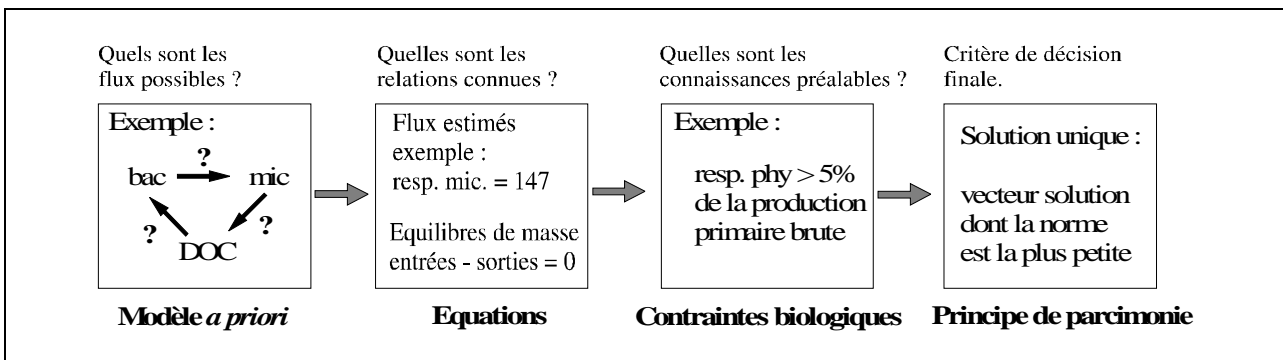 Quels sont les
flux possibles ?
Exemple :
?
bac
mic
?
?
DOC
Modèle a priori
Quelles sont les
relations connues ?
Flux estimés
exemple :
resp. mic. = 147
Equilibres de masse
entrées - sorties = 0
Equations
Quelles sont les
connaissances préalables ?
Exemple :
resp. phy > 5%
de la production
primaire brute
Contraintes biologiques
Critère de décision
finale.
Solution unique :
vecteur solution
dont la norme
est la plus petite
Principe de parcimonie